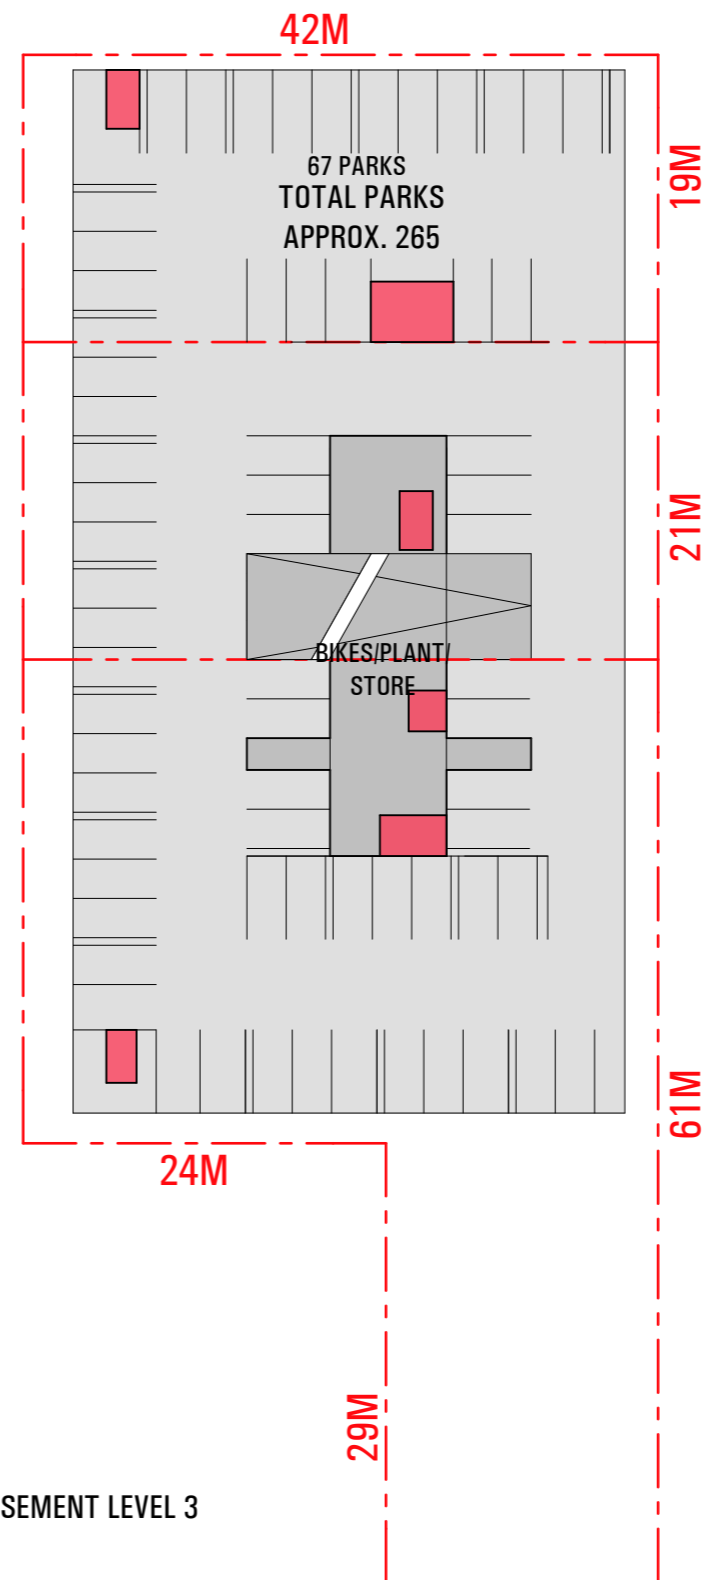 42M
19M
67 PARKS
TOTAL PARKS
APPROX. 265
21M
BIKES/PLANT/
STORE
61M
24M
29M
SEMENT LEVEL 3